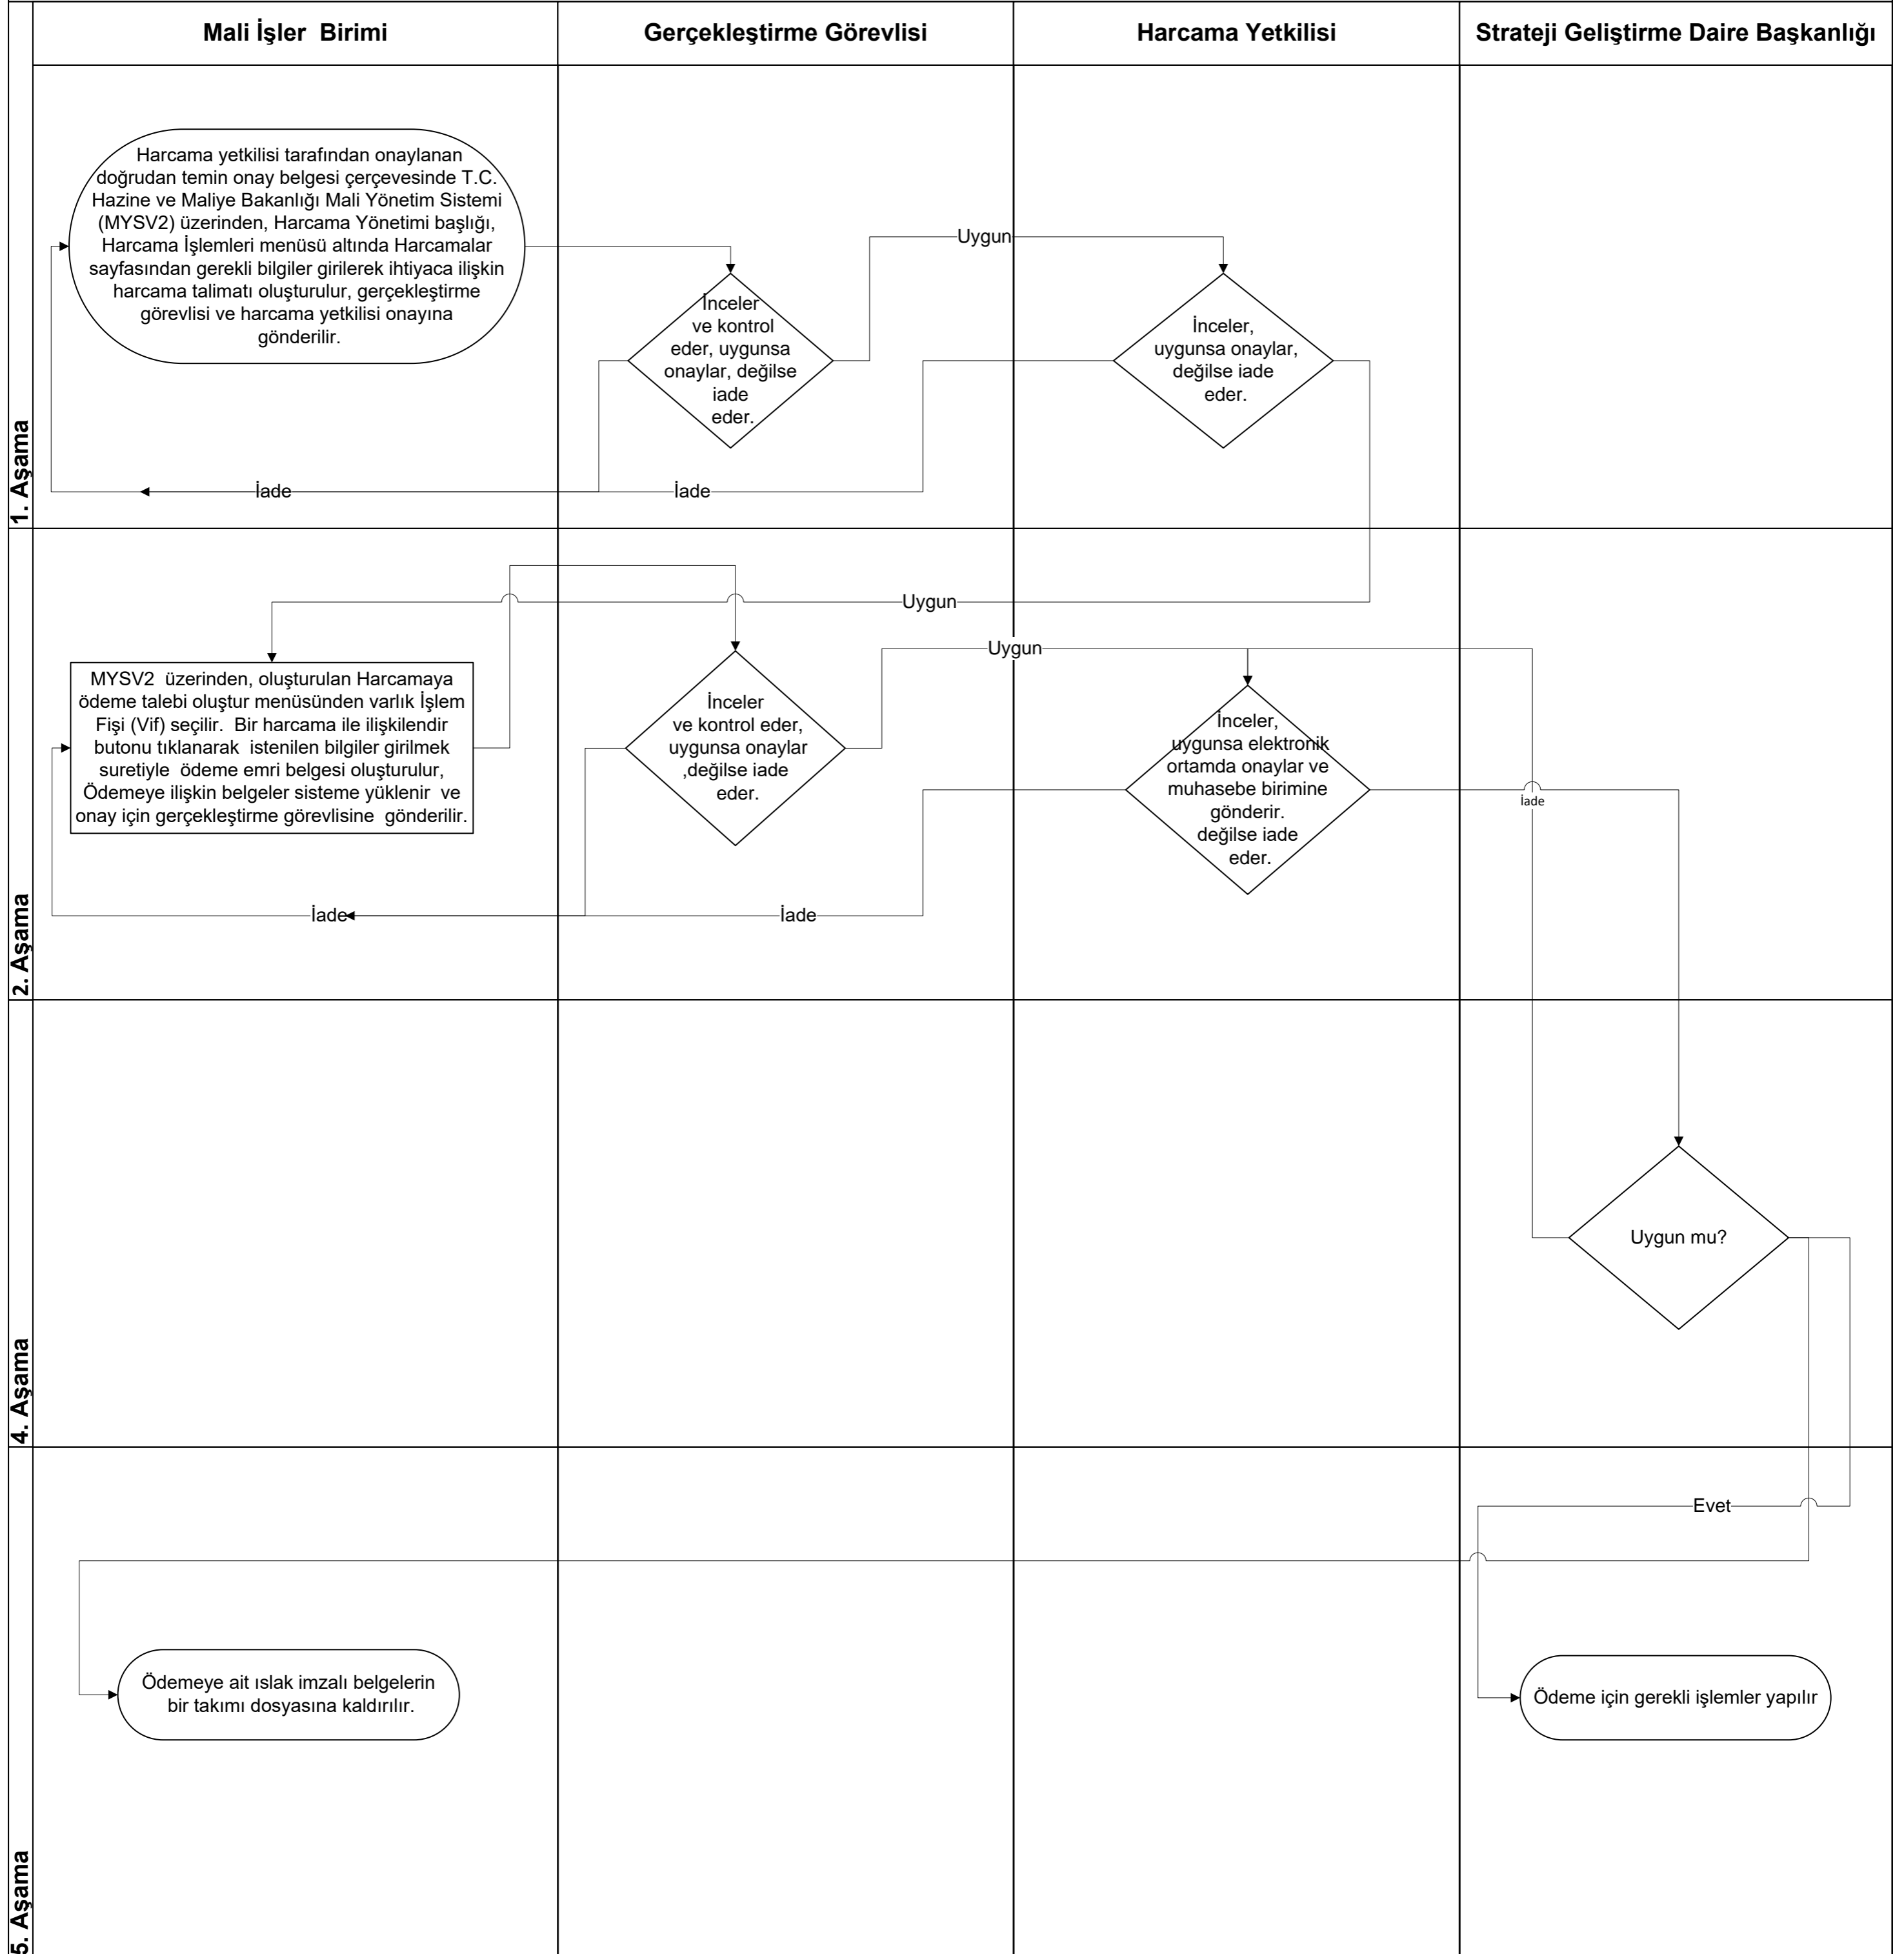 Mali İşler  Birimi
Gerçekleştirme Görevlisi
Harcama Yetkilisi
Strateji Geliştirme Daire Başkanlığı
1. Aşama
Harcama yetkilisi tarafından onaylanan
doğrudan temin onay belgesi çerçevesinde T.C.
Hazine ve Maliye Bakanlığı Mali Yönetim Sistemi
(MYSV2) üzerinden, Harcama Yönetimi başlığı,
Harcama İşlemleri menüsü altında Harcamalar
sayfasından gerekli bilgiler girilerek ihtiyaca ilişkin
harcama talimatı oluşturulur, gerçekleştirme
görevlisi ve harcama yetkilisi onayına
gönderilir.
İnceler
ve kontrol
eder, uygunsa
onaylar, değilse
iade
eder.
Uygun
İnceler,
uygunsa onaylar,
değilse iade
eder.
İade
İade
2. Aşama
Uygun
MYSV2  üzerinden, oluşturulan Harcamaya
ödeme talebi oluştur menüsünden varlık İşlem
Fişi (Vif) seçilir.  Bir harcama ile ilişkilendir
butonu tıklanarak  istenilen bilgiler girilmek
suretiyle  ödeme emri belgesi oluşturulur,
Ödemeye ilişkin belgeler sisteme yüklenir  ve
onay için gerçekleştirme görevlisine  gönderilir.
İnceler
ve kontrol eder,
uygunsa onaylar
,değilse iade
eder.
Uygun
İnceler,
uygunsa elektronik
ortamda onaylar ve
muhasebe birimine
gönderir.
değilse iade
eder.
İade
İade
İade
4. Aşama
Uygun mu?
5. Aşama
Evet
Ödemeye ait ıslak imzalı belgelerin
bir takımı dosyasına kaldırılır.
Ödeme için gerekli işlemler yapılır